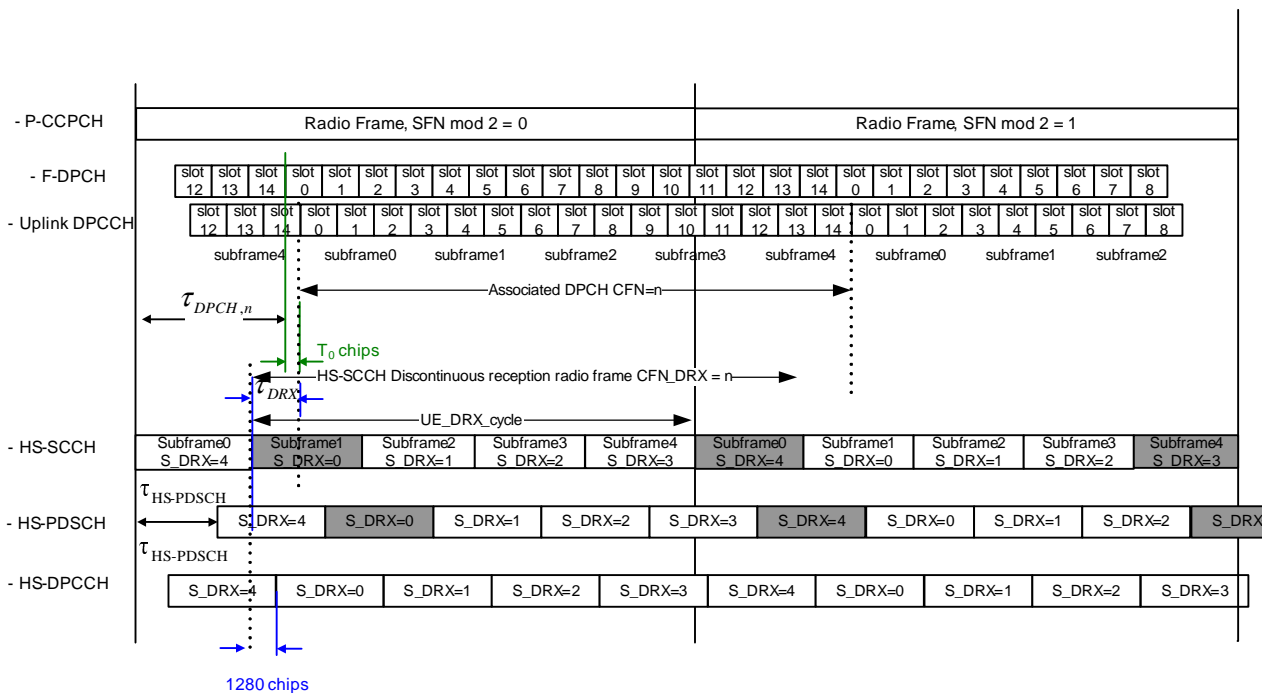 - P-CCPCH
Radio Frame, SFN mod 2 = 0
Radio Frame, SFN mod 2 = 1
- F-DPCH
slot slot slot slot slot slot slot slot slot slot slot slot slot slot slot slot slot slot slot slot slot slot slot slot slot slot slot
12 13 14 0 1 2 3 4 5 6 7 8 9 10 11 12 13 14 0 1 2 3 4 5 6 7 8
- Uplink DPCCH
slot slot slot slot slot slot slot slot slot slot slot slot slot slot slot slot slot slot slot slot slot slot slot slot slot slot slot
12 13 14 0 1 2 3 4 5 6 7 8 9 10 11 12 13 14 0 1 2 3 4 5 6 7 8
subframe4 subframe0 subframe1 subframe2 subframe3 subframe4 subframe0 subframe1 subframe2
Associated DPCH CFN=n
τDPCH,n
T0 chips
HS-SCCH Discontinuous reception radio frame CFN_DRX = n
τDRX
UE_DRX_cycle
- HS-SCCH
Subframe0 Subframe1 Subframe2 Subframe3 Subframe4 Subframe0 Subframe1 Subframe2 Subframe3 Subframe4
S_DRX=4 S_DRX=0 S_DRX=1 S_DRX=2 S_DRX=3 S_DRX=4 S_DRX=0 S_DRX=1 S_DRX=2 S_DRX=3
τHS-PDSCH
- HS-PDSCH
S_DRX=4 S_DRX=0 S_DRX=1 S_DRX=2 S_DRX=3 S_DRX=4 S_DRX=0 S_DRX=1 S_DRX=2 S_DRX
τHS-PDSCH
- HS-DPCCH
S_DRX=4 S_DRX=0 S_DRX=1 S_DRX=2 S_DRX=3 S_DRX=4 S_DRX=0 S_DRX=1 S_DRX=2 S_DRX=3
1280 chips